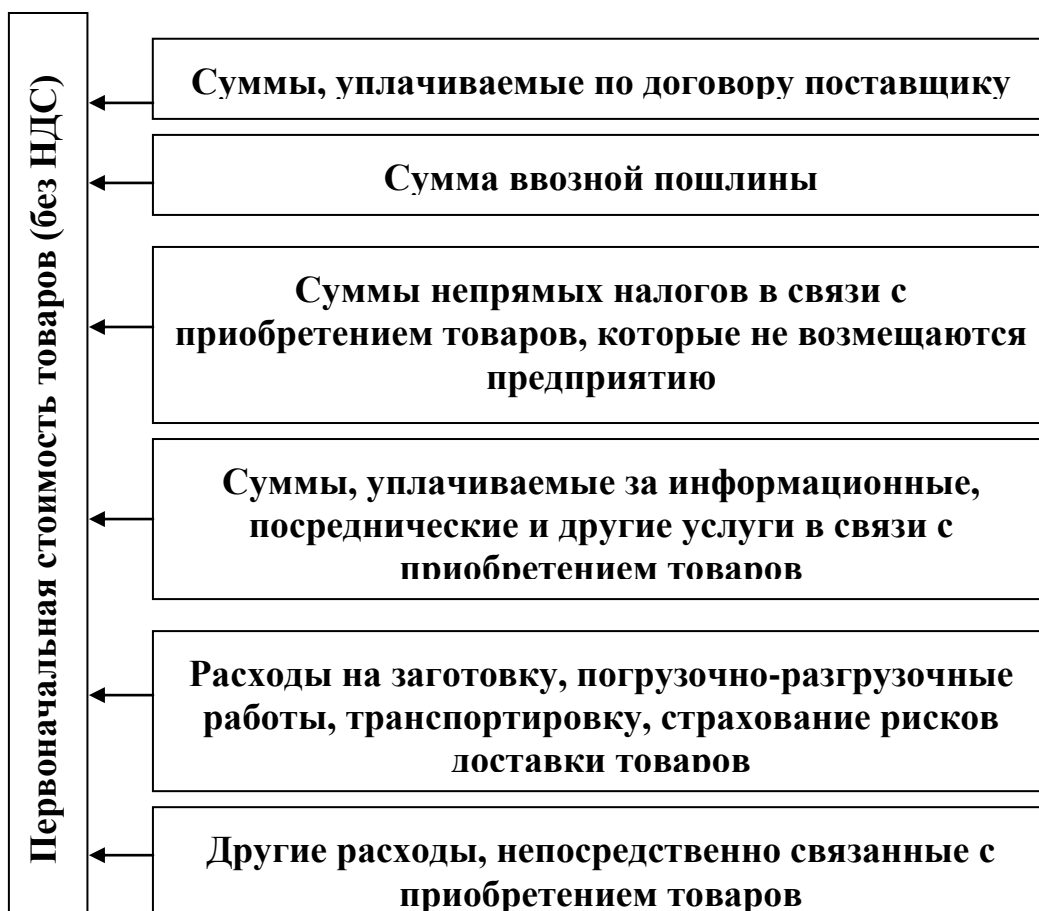 Первоначальная стоимость товаров (без НДС)
Суммы, уплачиваемые по договору поставщику
Сумма ввозной пошлины
Суммы непрямых налогов в связи с
приобретением товаров, которые не возмещаются
предприятию
Суммы, уплачиваемые за информационные,
посреднические и другие услуги в связи с
приобретением товаров
Расходы на заготовку, погрузочно-разгрузочные
работы, транспортировку, страхование рисков
доставки товаров
Другие расходы, непосредственно связанные с
приобретением товаров